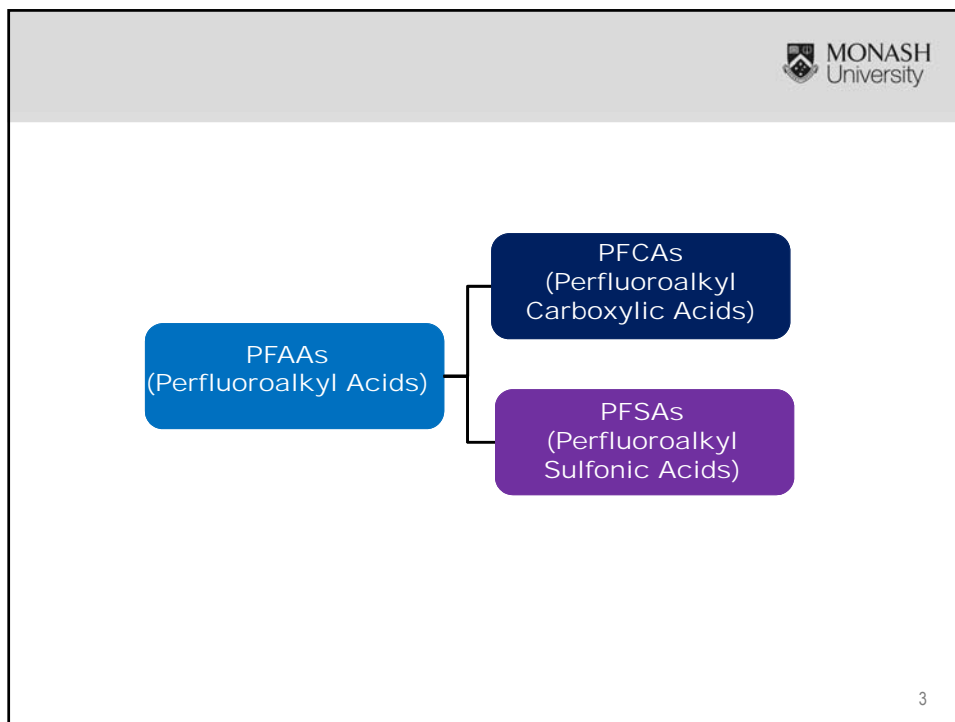 MONASH
University
PFCAs
(Perfluoroalkyl
Carboxylic Acids)
PFAAs
(Perfluoroalkyl Acids)
PFSAs
(Perfluoroalkyl
Sulfonic Acids)
3